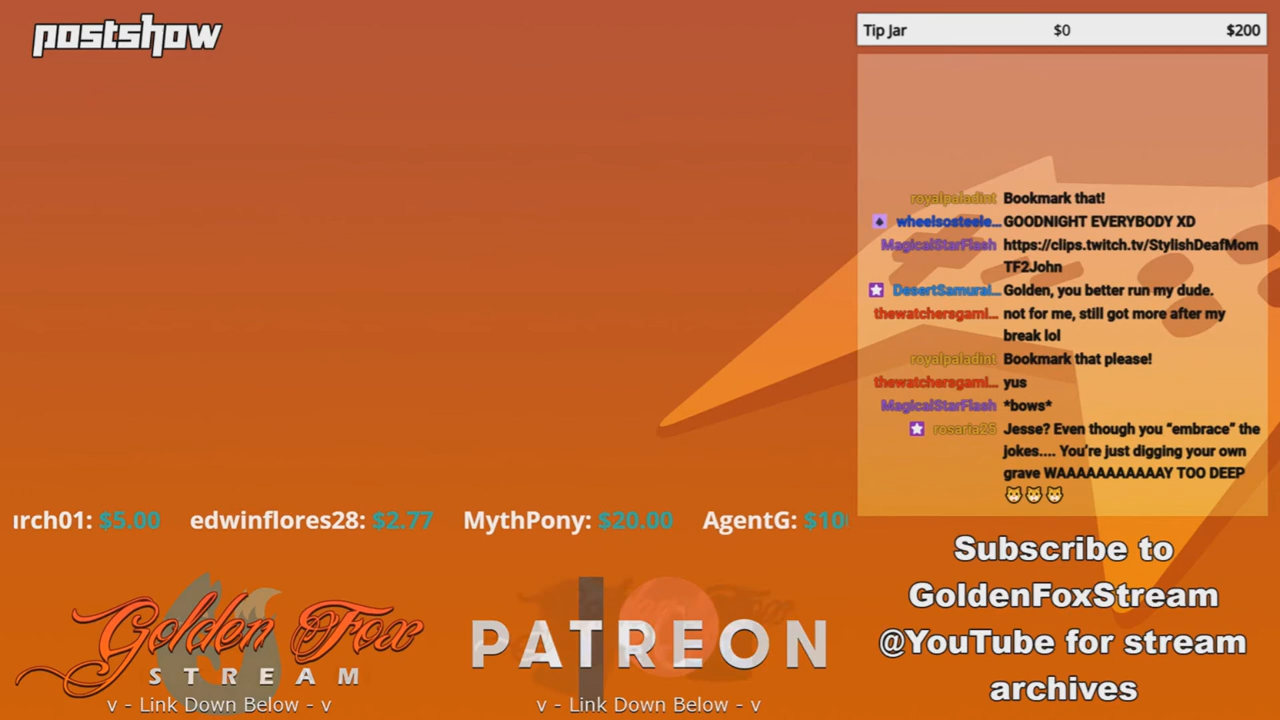 postshow
Tip Jar $0 $200
royalpaladint Bookmark that!
wheelsosteele... GOODNIGHT EVERYBODY XD
MagicalStarFlash https://clips.twitch.tv/StylishDeafMom
TF2John
DesertSamurai... Golden, you better run my dude.
thewatchersgami... not for me, still got more after my
break lol
royalpaladint Bookmark that please!
thewatchersgami... yus
MagicalStarFlash *bows*
rosaria25 Jesse? Even though you “embrace” the
jokes.... You’re just digging your own
grave WAAAAAAAAAAAY TOO DEEP
🐹🐹🐹
urch01: $5.00 edwinflores28: $2.77 MythPony: $20.00 AgentG: $10
Golden Fox
STREAM
v - Link Down Below - v
PATREON
v - Link Down Below - v
Subscribe to
GoldenFoxStream
@YouTube for stream
archives